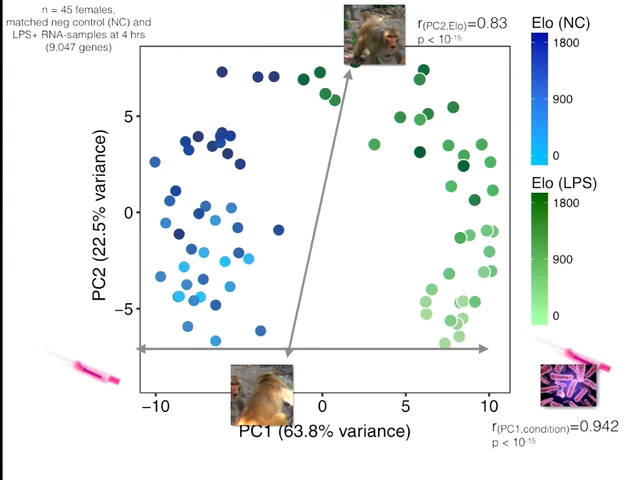 n = 45 females,
matched neg control (NC) and
LPS+ RNA-samples at 4 hrs
(9,047 genes)
r(PC2,Elo)=0.83
p < 10-15
Elo (NC)
1800
900
0
Elo (LPS)
1800
900
0
PC2 (22.5% variance)
5
0
−5
−10
0
5
10
PC1 (63.8% variance)
r(PC1,condition)=0.942
p < 10-15